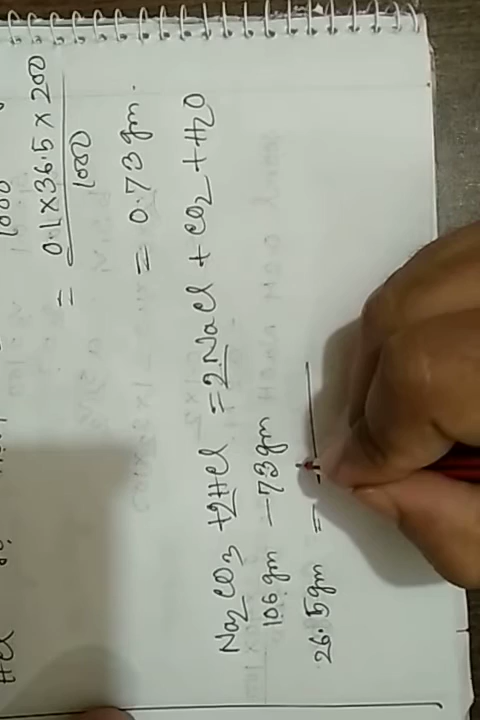 1000
= 0.1 x 36.5 x 200
1000
= 0.73 gm.
Na2CO3 + 2HCl = 2NaCl + CO2 + H2O
106 gm - 73 gm
26.5 gm =